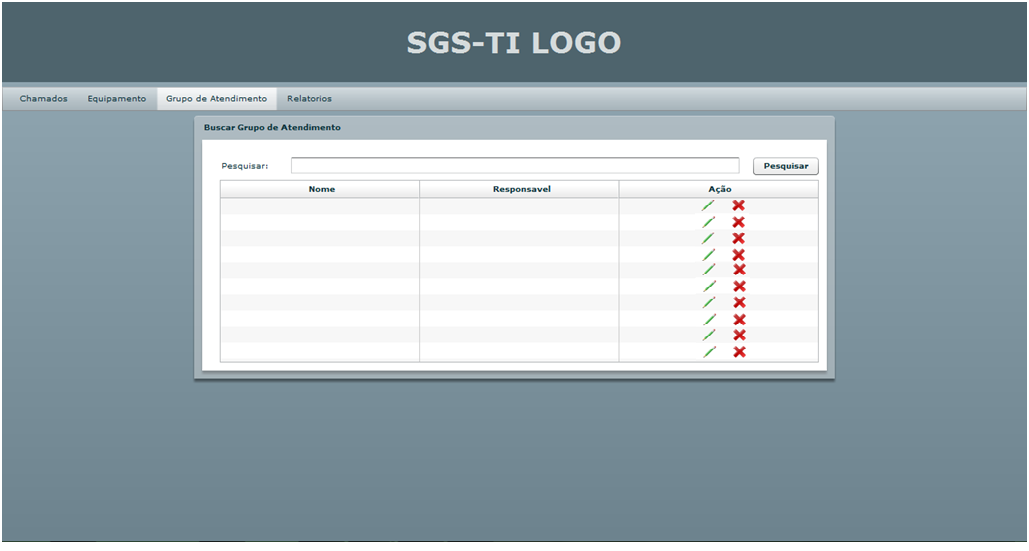 SGS-TI LOGO
Chamados Equipamento Grupo de Atendimento Relatorios
Buscar Grupo de Atendimento
Pesquisar: Pesquisar
Nome Responsavel Ação